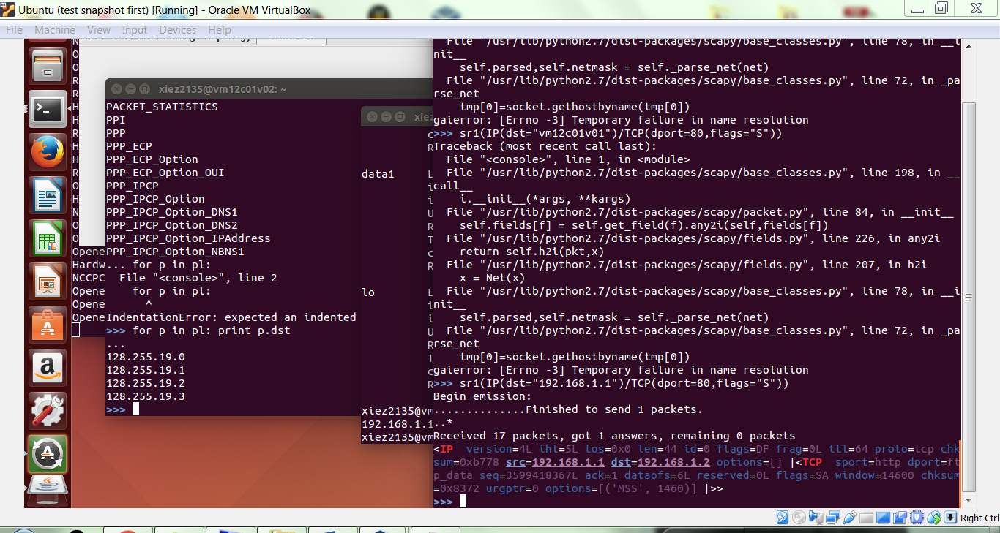 Ubuntu (test snapshot first) [Running] - Oracle VM VirtualBox
File Machine View Input Devices Help
xiez2135@vm12c01v02: ~
PACKET_STATISTICS
PPI
PPP
PPP_ECP
PPP_ECP_Option
PPP_ECP_Option_OUI
PPP_IPCP
PPP_IPCP_Option
PPP_IPCP_Option_DNS1
PPP_IPCP_Option_DNS2
PPP_IPCP_Option_IPAddress
PPP_IPCP_Option_NBNS1
... for p in pl:
File "<console>", line 2
for p in pl:
^
IndentationError: expected an indented
>>> for p in pl: print p.dst
...
128.255.19.0
128.255.19.1
128.255.19.2
128.255.19.3
>>>
Opene
Hardw
NCCPC
Opene
Opene
Opene
xiez
data1
lo
xiez2135@vm
192.168.1.1
xiez2135@vm
File "/usr/lib/python2.7/dist-packages/scapy/base_classes.py", line 78, in __i
nit__
self.parsed,self.netmask = self._parse_net(net)
File "/usr/lib/python2.7/dist-packages/scapy/base_classes.py", line 72, in _pa
rse_net
tmp[0]=socket.gethostbyname(tmp[0])
gaierror: [Errno -3] Temporary failure in name resolution
>>> sr1(IP(dst="vm12c01v01")/TCP(dport=80,flags="S"))
Traceback (most recent call last):
File "<console>", line 1, in <module>
File "/usr/lib/python2.7/dist-packages/scapy/base_classes.py", line 198, in __
call__
i.__init__(*args, **kargs)
File "/usr/lib/python2.7/dist-packages/scapy/packet.py", line 84, in __init__
self.fields[f] = self.get_field(f).any2i(self,fields[f])
File "/usr/lib/python2.7/dist-packages/scapy/fields.py", line 226, in any2i
return self.h2i(pkt,x)
File "/usr/lib/python2.7/dist-packages/scapy/fields.py", line 207, in h2i
x = Net(x)
File "/usr/lib/python2.7/dist-packages/scapy/base_classes.py", line 78, in __i
nit__
self.parsed,self.netmask = self._parse_net(net)
File "/usr/lib/python2.7/dist-packages/scapy/base_classes.py", line 72, in _pa
rse_net
tmp[0]=socket.gethostbyname(tmp[0])
gaierror: [Errno -3] Temporary failure in name resolution
>>> sr1(IP(dst="192.168.1.1")/TCP(dport=80,flags="S"))
Begin emission:
..............Finished to send 1 packets.
..*
Received 17 packets, got 1 answers, remaining 0 packets
<IP version=4L ihl=5L tos=0x0 len=44 id=0 flags=DF frag=0L ttl=64 proto=tcp chk
sum=0xb778 src=192.168.1.1 dst=192.168.1.2 options=[] |<TCP sport=http dport=ft
p_data seq=3599418367L ack=1 dataofs=6L reserved=0L flags=SA window=14600 chksum
=0x8372 urgptr=0 options=[('MSS', 1460)] |>>
>>>
Right Ctrl